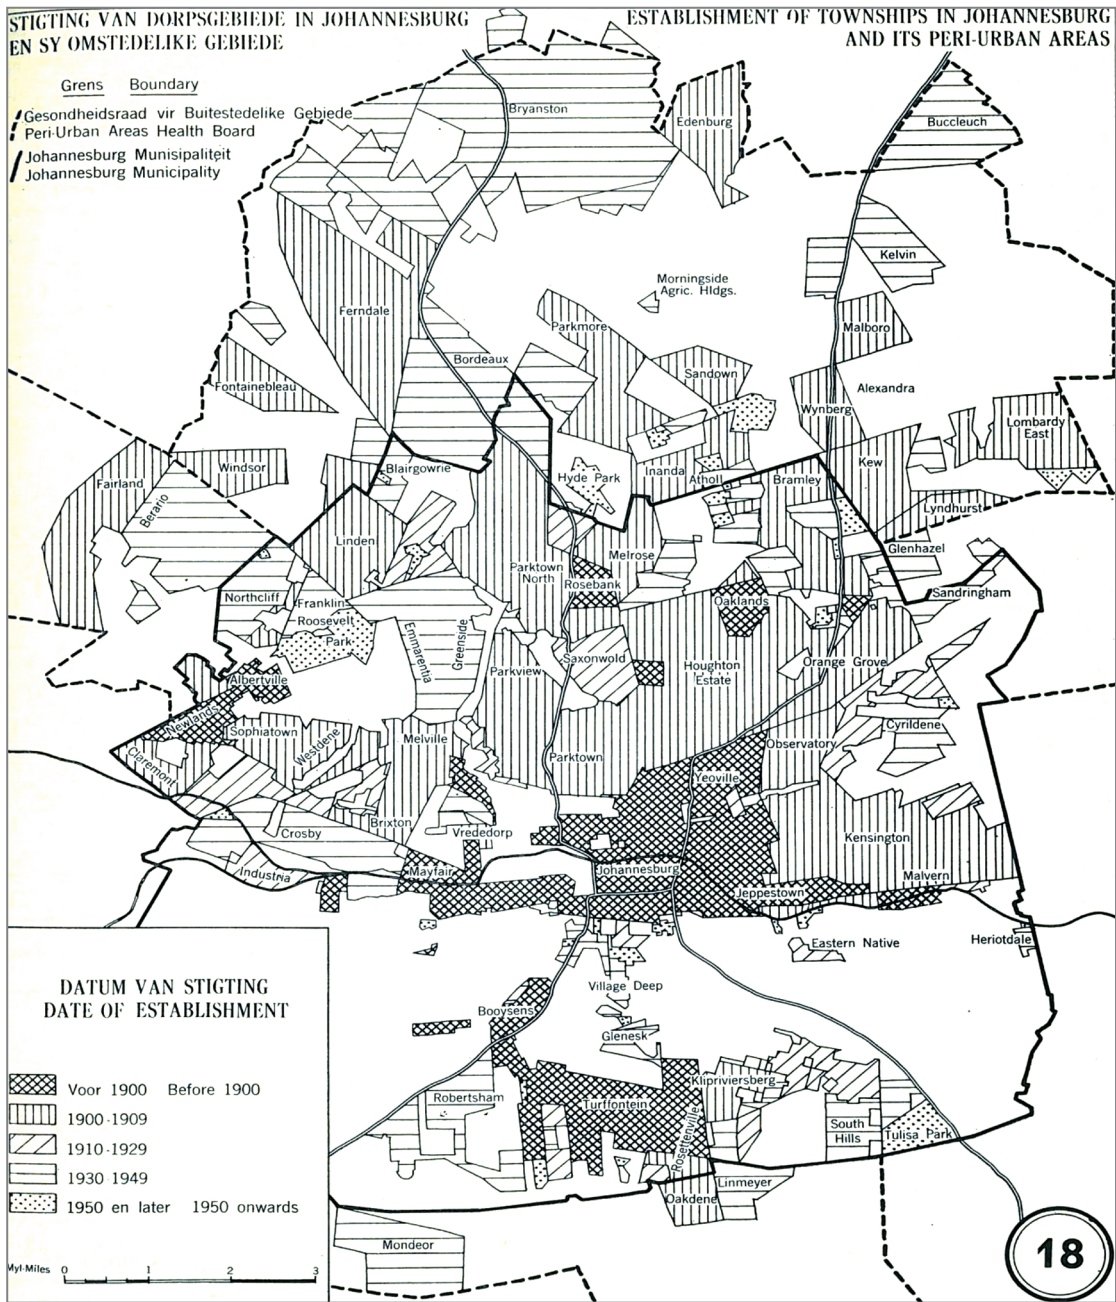 STIGTING VAN DORPSGEBIEDE IN JOHANNESBURG
EN SY OMSTEDELIKE GEBIEDE
ESTABLISHMENT OF TOWNSHIPS IN JOHANNESBURG
AND ITS PERI-URBAN AREAS
Grens Boundary
Gesondheidsraad vir Buitestedelike Gebiede
Peri-Urban Areas Health Board
Johannesburg Munisipaliteit
Johannesburg Municipality
Bryanston
Edenburg
Buccleuch
Kelvin
Morningside
Agric. Hldgs.
Ferndale
Parkmore
Malboro
Bordeaux
Sandown
Fontainebleau
Alexandra
Wynberg
Lombardy
East
Windsor
Blairgowrie
Fairland
Hyde Park
Inanda
Atholl
Bramley
Kew
Berario
Lyndhurst
Linden
Melrose
Glenhazel
Parktown
North
Rosebank
Northcliff
Franklin
Roosevelt
Park
Oaklands
Sandringham
Emmarentia
Greenside
Parkview
Saxonwold
Houghton
Estate
Orange Grove
Albertville
Newlands
Sophiatown
Westdene
Melville
Cyrildene
Claremont
Parktown
Observatory
Yeoville
Crosby
Brixton
Vrededorp
Kensington
Industria
Mayfair
Johannesburg
Malvern
Jeppestown
Eastern Native
Heriotdale
Village Deep
Booysens
Glenesk
Klipriviersberg
Robertsham
Turffontein
Rosettenville
South
Hills
Tulisa Park
Linmeyer
Oakdene
Mondeor
DATUM VAN STIGTING
DATE OF ESTABLISHMENT
Voor 1900 Before 1900
1900-1909
1910-1929
1930-1949
1950 en later 1950 onwards
Myl-Miles 0 1 2 3
18